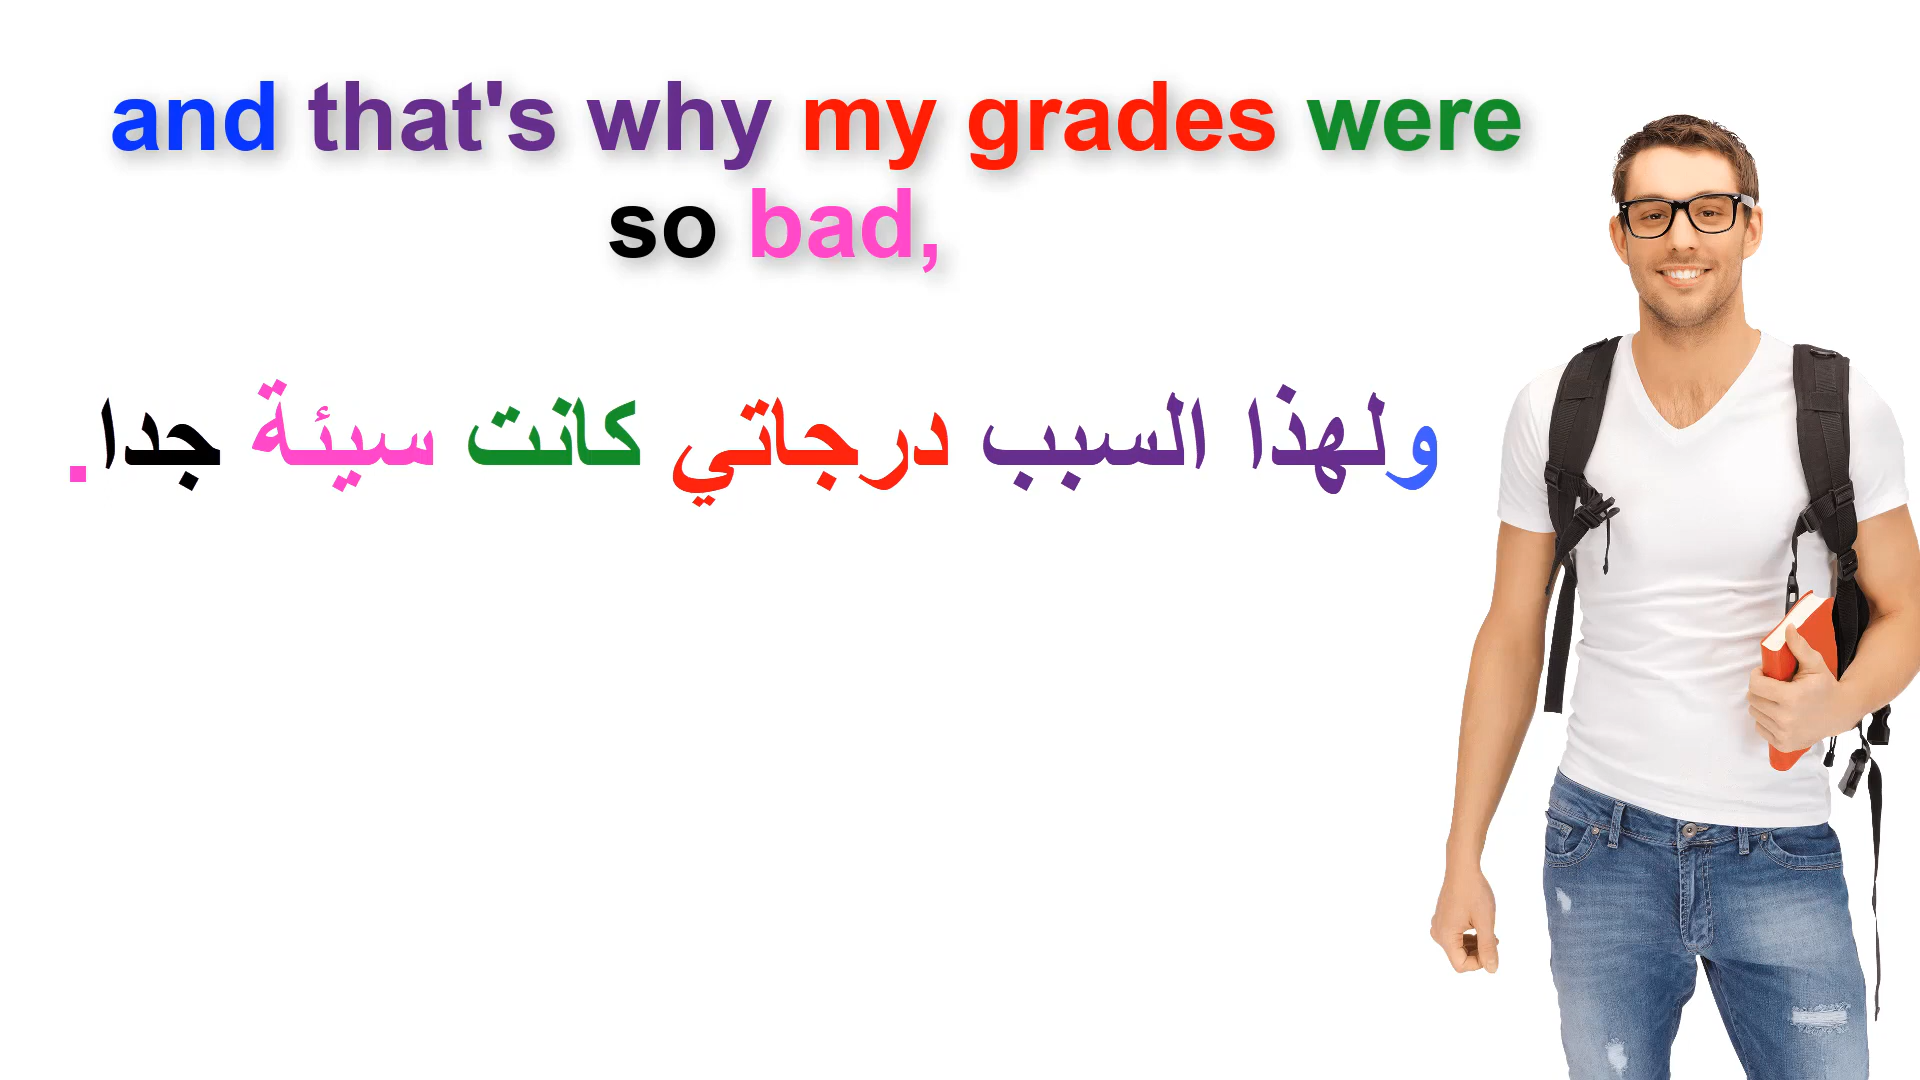 and that's why my grades were
so bad,
ولهذا السبب درجاتي كانت سيئة جدا.